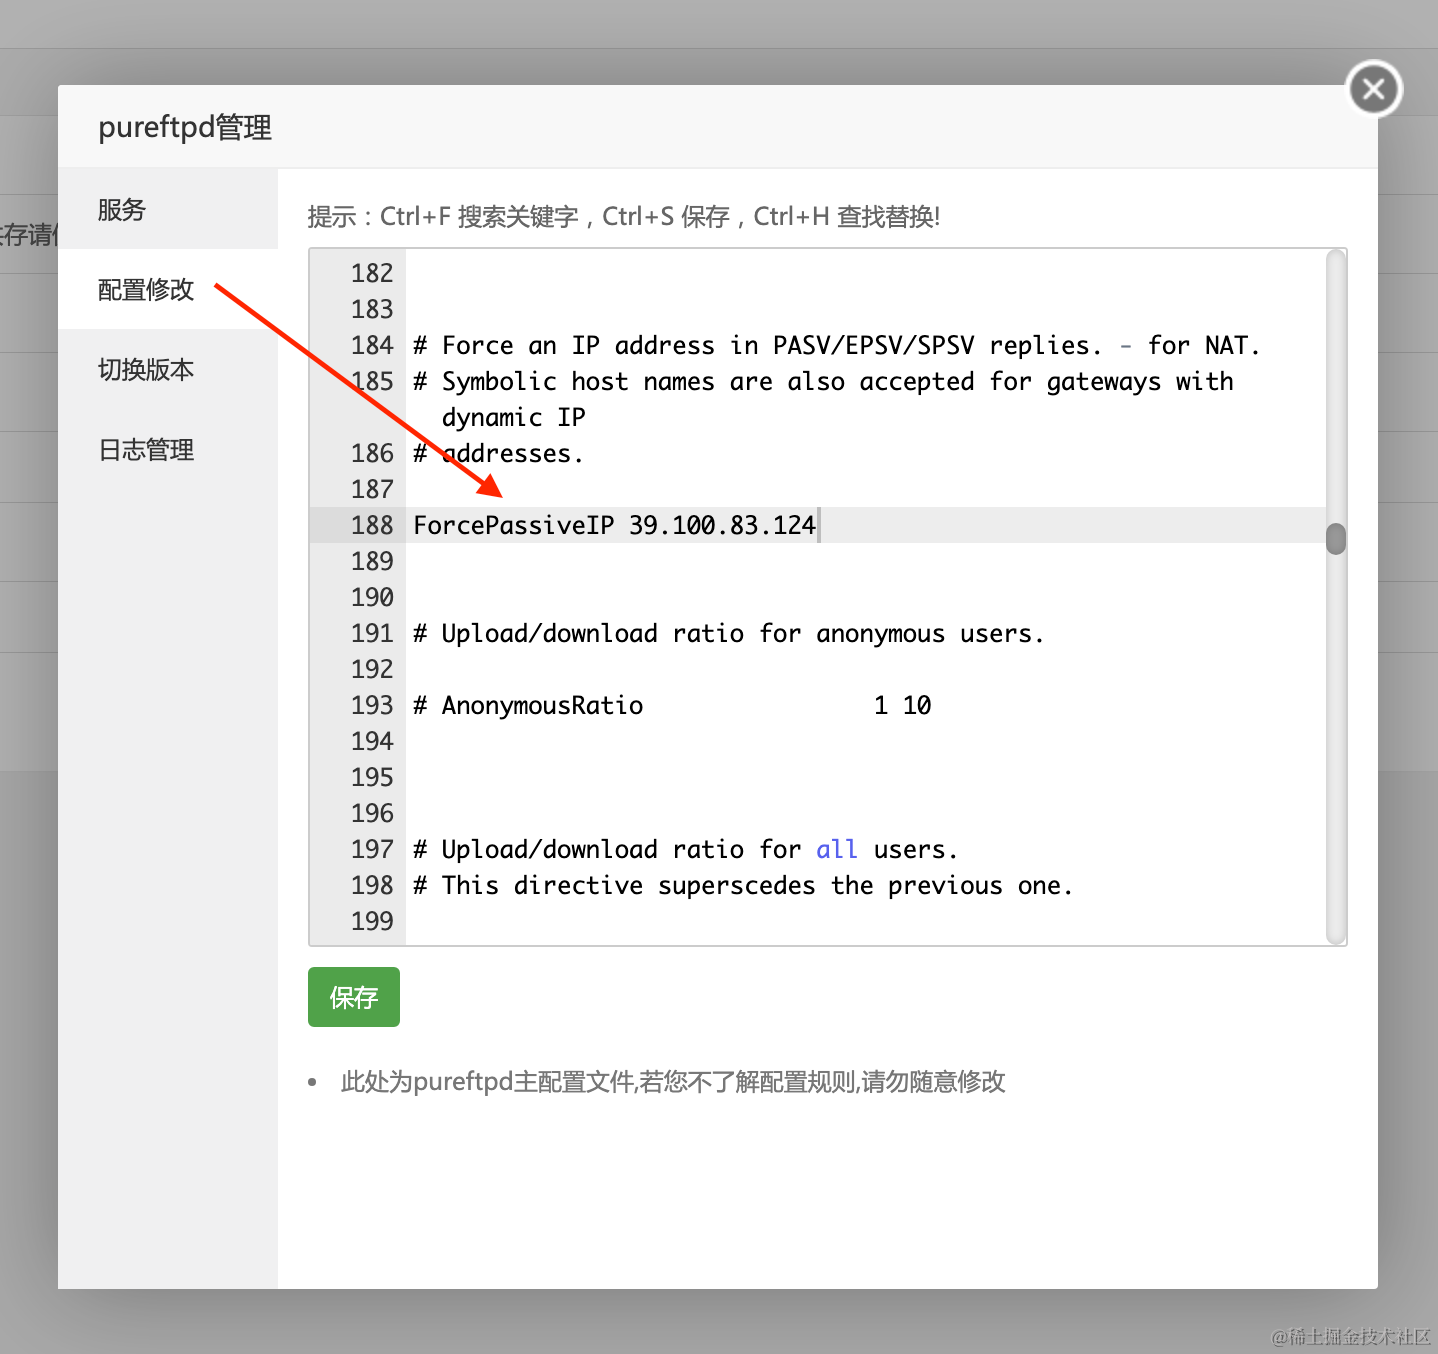 pureftpd管理
服务
配置修改
切换版本
日志管理
提示：Ctrl+F 搜索关键字，Ctrl+S 保存，Ctrl+H 查找替换!
182
183
184 # Force an IP address in PASV/EPSV/SPSV replies. - for NAT.
185 # Symbolic host names are also accepted for gateways with
dynamic IP
186 # addresses.
187
188 ForcePassiveIP 39.100.83.124
189
190
191 # Upload/download ratio for anonymous users.
192
193 # AnonymousRatio 1 10
194
195
196
197 # Upload/download ratio for all users.
198 # This directive superscedes the previous one.
199
保存
此处为pureftpd主配置文件,若您不了解配置规则,请勿随意修改
存请
@稀土掘金技术社区